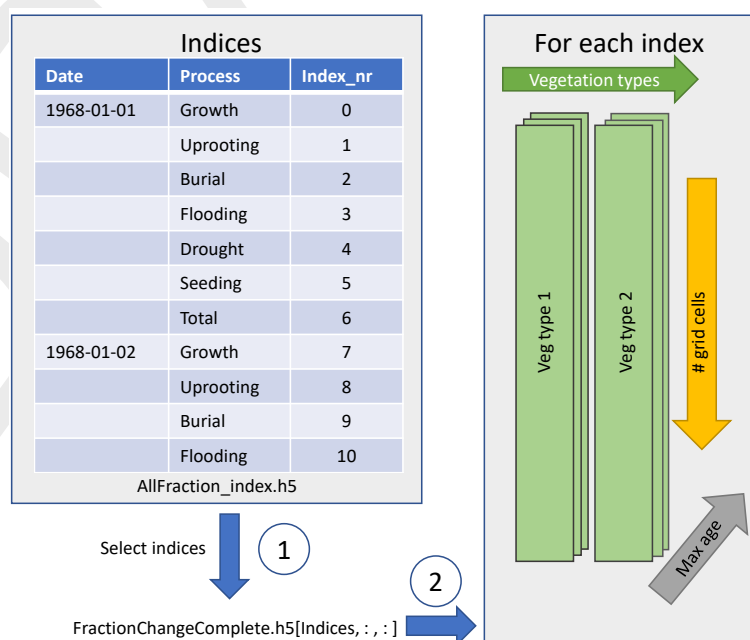 Indices
Date Process Index_nr
1968-01-01 Growth 0
Uprooting 1
Burial 2
Flooding 3
Drought 4
Seeding 5
Total 6
1968-01-02 Growth 7
Uprooting 8
Burial 9
Flooding 10
AllFraction_index.h5
Select indices
1
FractionChangeComplete.h5[Indices, : , : ]
2
For each index
Vegetation types
Veg type 1
Veg type 2
# grid cells
Max age